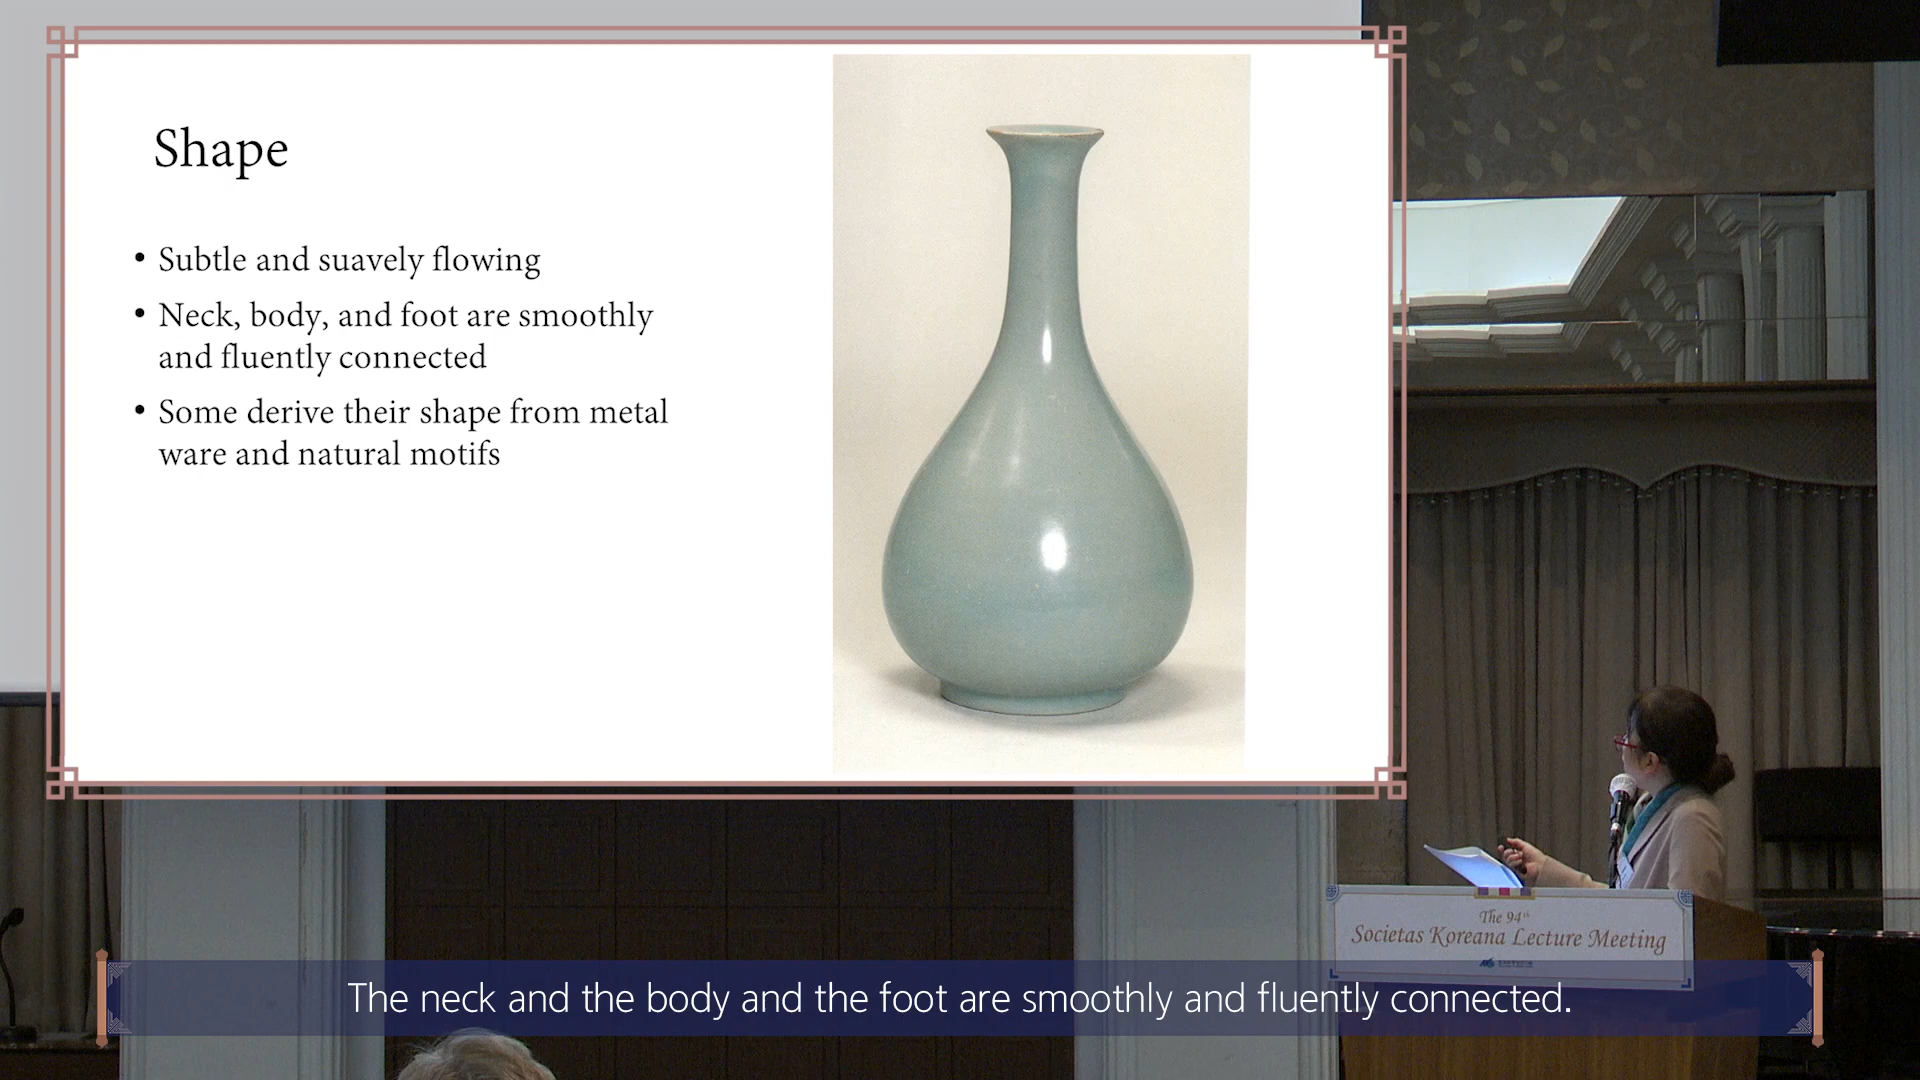 Shape
• Subtle and suavely flowing
• Neck, body, and foot are smoothly
and fluently connected
• Some derive their shape from metal
ware and natural motifs
The 94th
Societas Koreana Lecture Meeting
The neck and the body and the foot are smoothly and fluently connected.